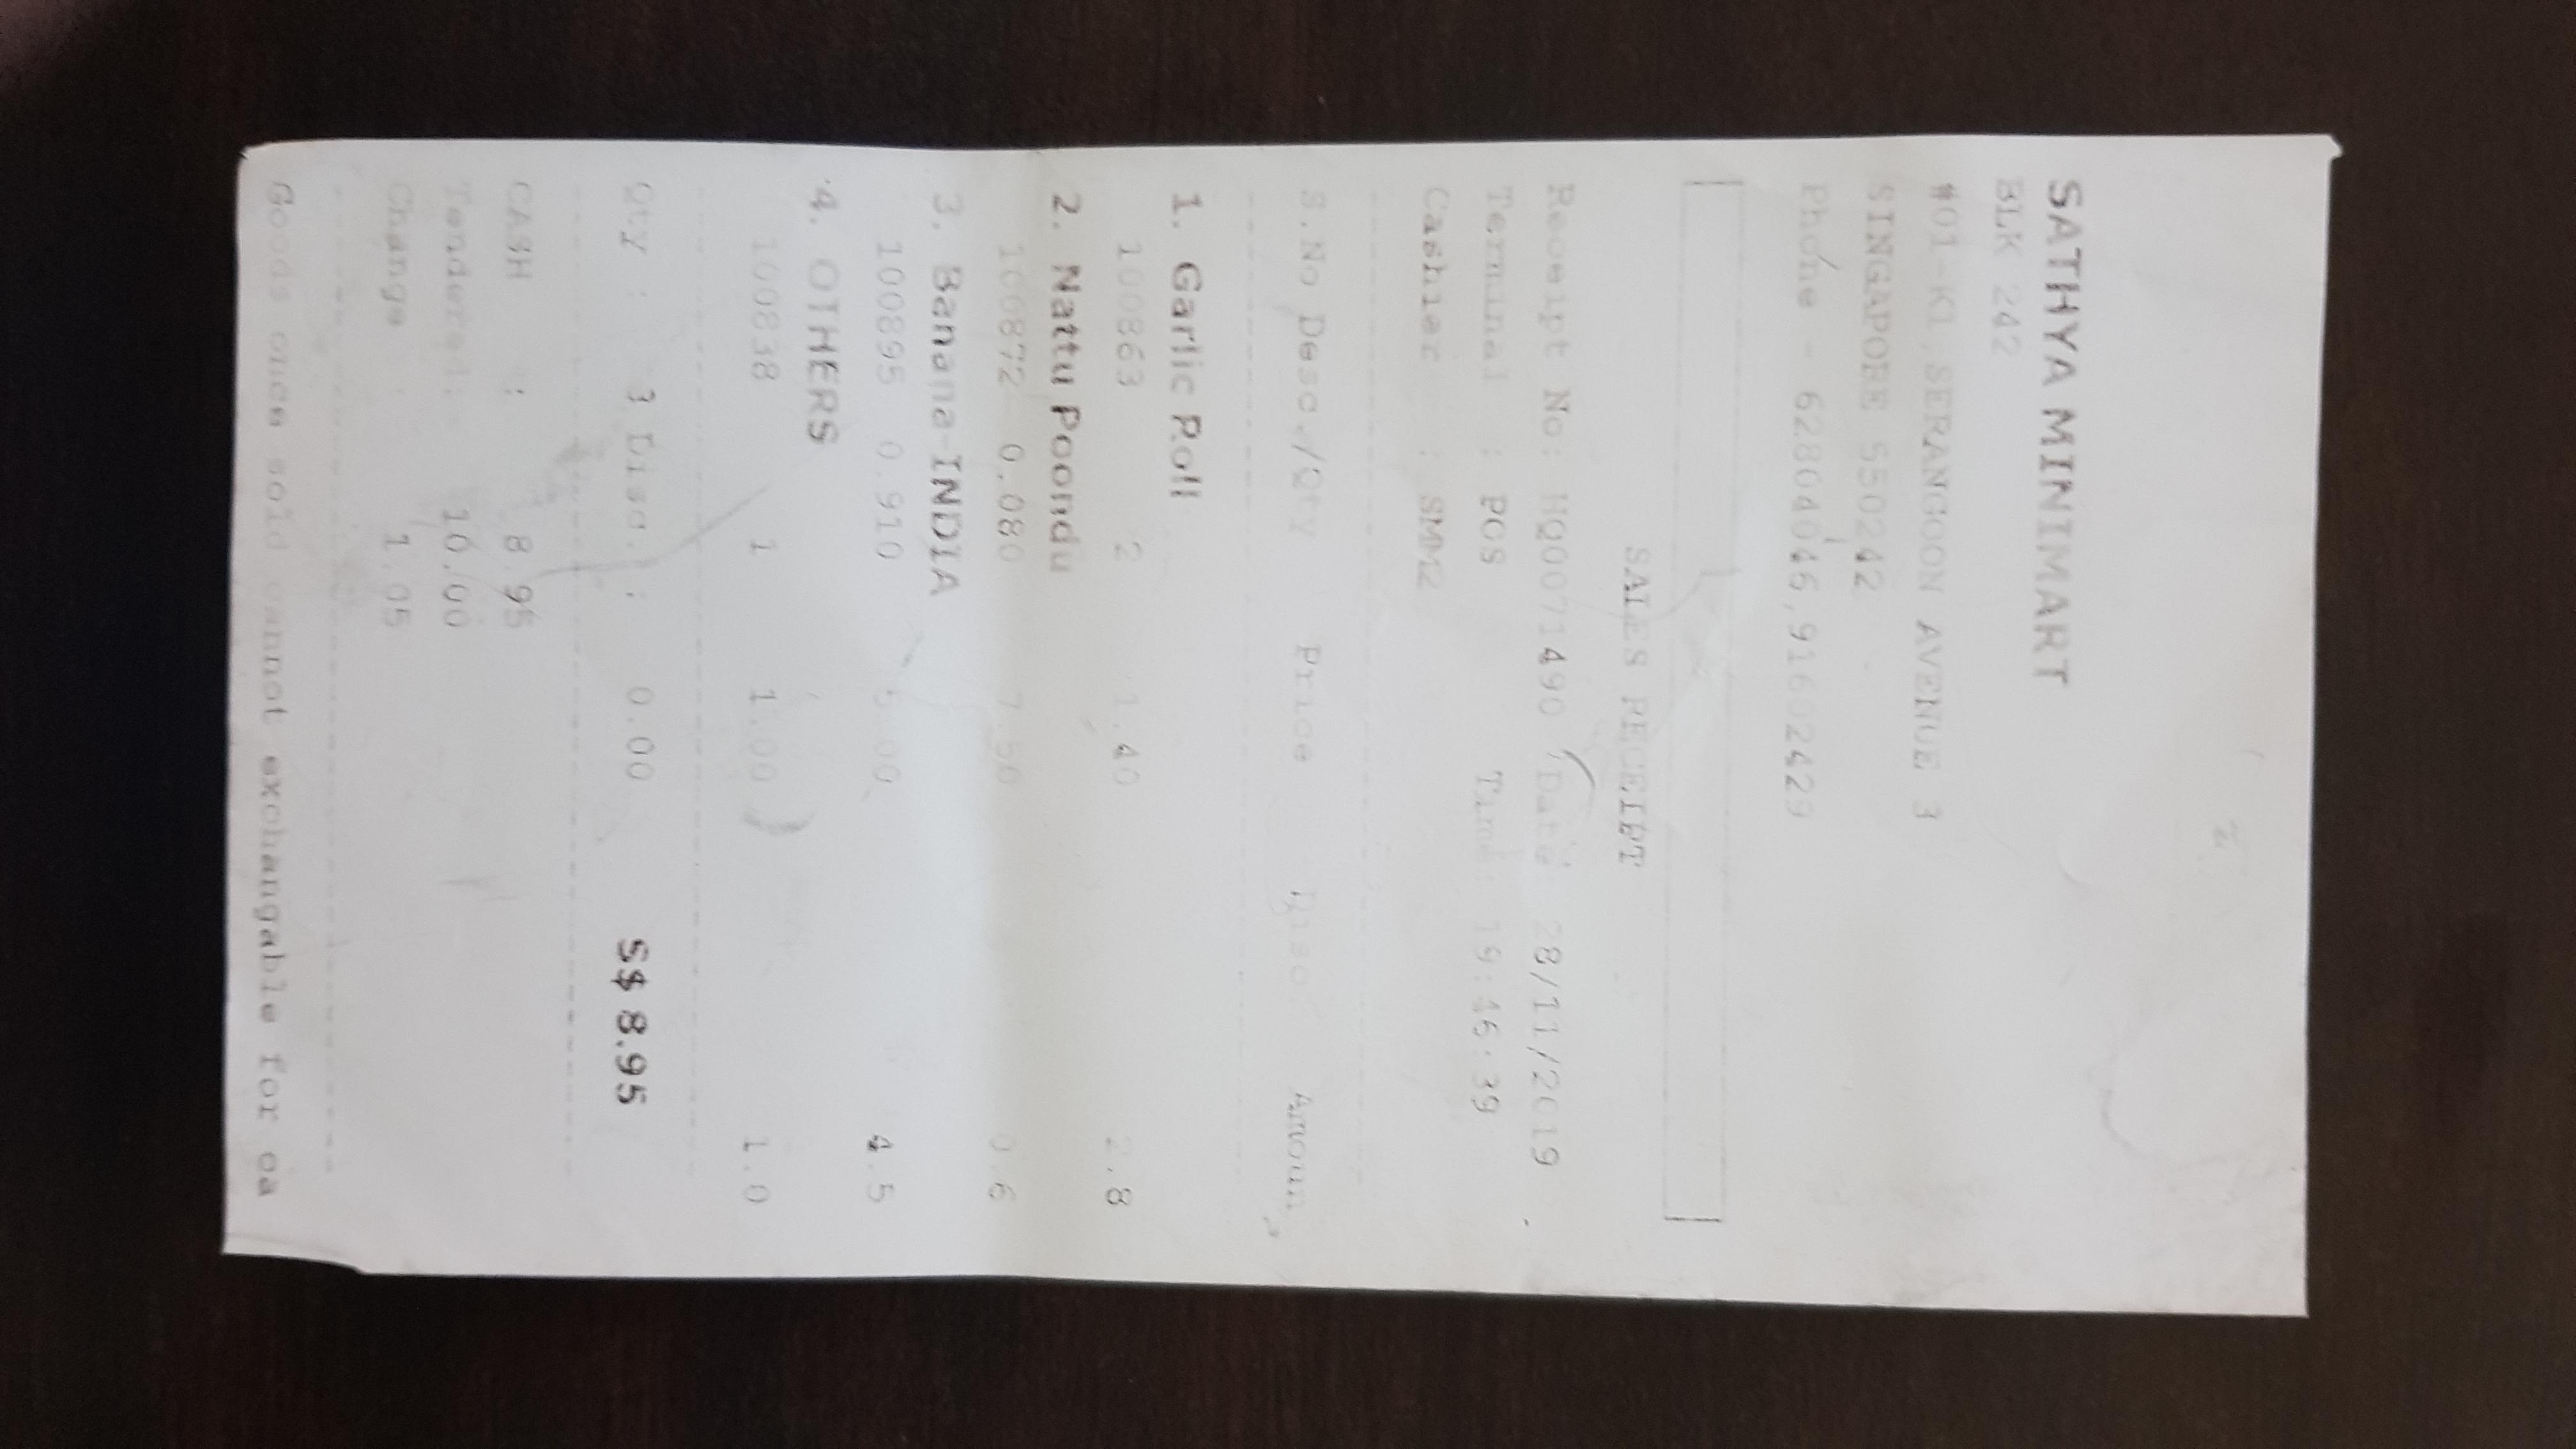 SATHYA MINIMART
BLK 242
#01-K1,SERANGOON AVENUE 3
SINGAPORE 550242
Phone - 62804046,91602429
SALES RECEIPT
Receipt No: HQ00071490 Date 28/11/2019
Terminal : POS Time: 19:46:39
Cashier : SMM2
S.No Desc./Qty Price Disc. Amoun
1. Garlic Roll
100863 2 1.40 2.8
2. Nattu Poondu
100872 0.080 7.50 0.6
3. Banana-INDIA
100895 0.910 5.00 4.5
4. OTHERS
100838 1 1.00 1.0
Qty : 3 Disc. : 0.00 S$ 8.95
CASH : 8.95
Tendered: 10.00
Change : 1.05
Goods once sold cannot exchangable for ca